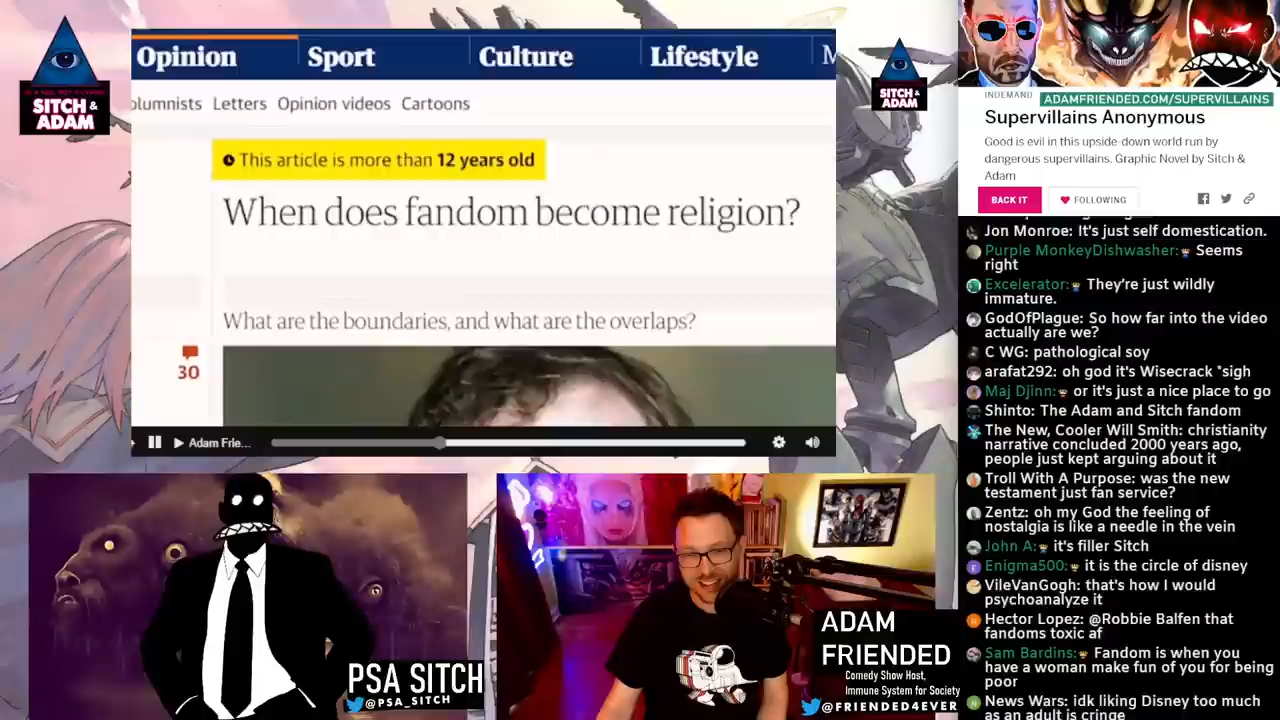 Opinion
Sport
Culture
Lifestyle
olumnists Letters Opinion videos Cartoons
This article is more than 12 years old
When does fandom become religion?
What are the boundaries, and what are the overlaps?
30
Adam Frie...
SITCH &
ADAM
SITCH &
ADAM
PSA SITCH
@PSA_SITCH
ADAM
FRIENDED
Comedy Show Host,
Immune System for Society
@FRIENDED4EVER
INDEMAND
ADAMFRIENDED.COM/SUPERVILLAINS
Supervillains Anonymous
Good is evil in this upside-down world run by
dangerous supervillains. Graphic Novel by Sitch &
Adam
BACK IT
FOLLOWING
Jon Monroe: It's just self domestication.
Purple MonkeyDishwasher: Seems
right
Excelerator: They're just wildly
immature.
GodOfPlague: So how far into the video
actually are we?
C WG: pathological soy
arafat292: oh god it's Wisecrack *sigh
Maj Djinn: or it's just a nice place to go
Shinto: The Adam and Sitch fandom
The New, Cooler Will Smith: christianity
narrative concluded 2000 years ago,
people just kept arguing about it
Troll With A Purpose: was the new
testament just fan service?
Zentz: oh my God the feeling of
nostalgia is like a needle in the vein
John A: it's filler Sitch
Enigma500: it is the circle of disney
VileVanGogh: that's how I would
psychoanalyze it
Hector Lopez: @Robbie Balfen that
fandoms toxic af
Sam Bardins: Fandom is when you
have a woman make fun of you for being
poor
News Wars: idk liking Disney too much
as an adult is cringe